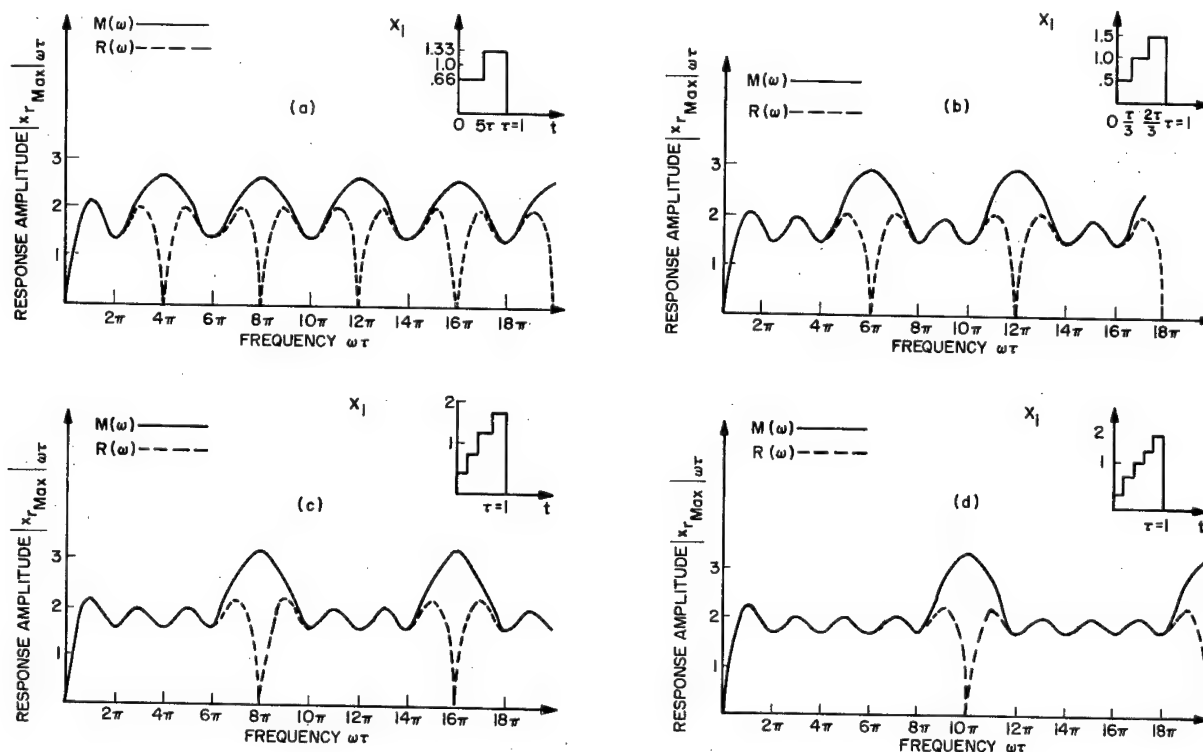 M(ω)
R(ω)
(a)
X₁
1.33
1.0
.66
0 5τ τ=1 t
RESPONSE AMPLITUDE |xr Max| ωτ
3
2
1
2π 4π 6π 8π 10π 12π 14π 16π 18π
FREQUENCY ωτ
M(ω)
R(ω)
(b)
X₁
1.5
1.0
.5
0 τ/3 2τ/3 τ=1 t
RESPONSE AMPLITUDE |xr Max| ωτ
3
2
1
2π 4π 6π 8π 10π 12π 14π 16π 18π
FREQUENCY ωτ
M(ω)
R(ω)
(c)
X₁
2
1
τ=1 t
RESPONSE AMPLITUDE |xr Max| ωτ
3
2
1
2π 4π 6π 8π 10π 12π 14π 16π 18π
FREQUENCY ωτ
M(ω)
R(ω)
(d)
X₁
2
1
τ=1 t
RESPONSE AMPLITUDE |xr Max| ωτ
3
2
1
2π 4π 6π 8π 10π 12π 14π 16π 18π
FREQUENCY ωτ